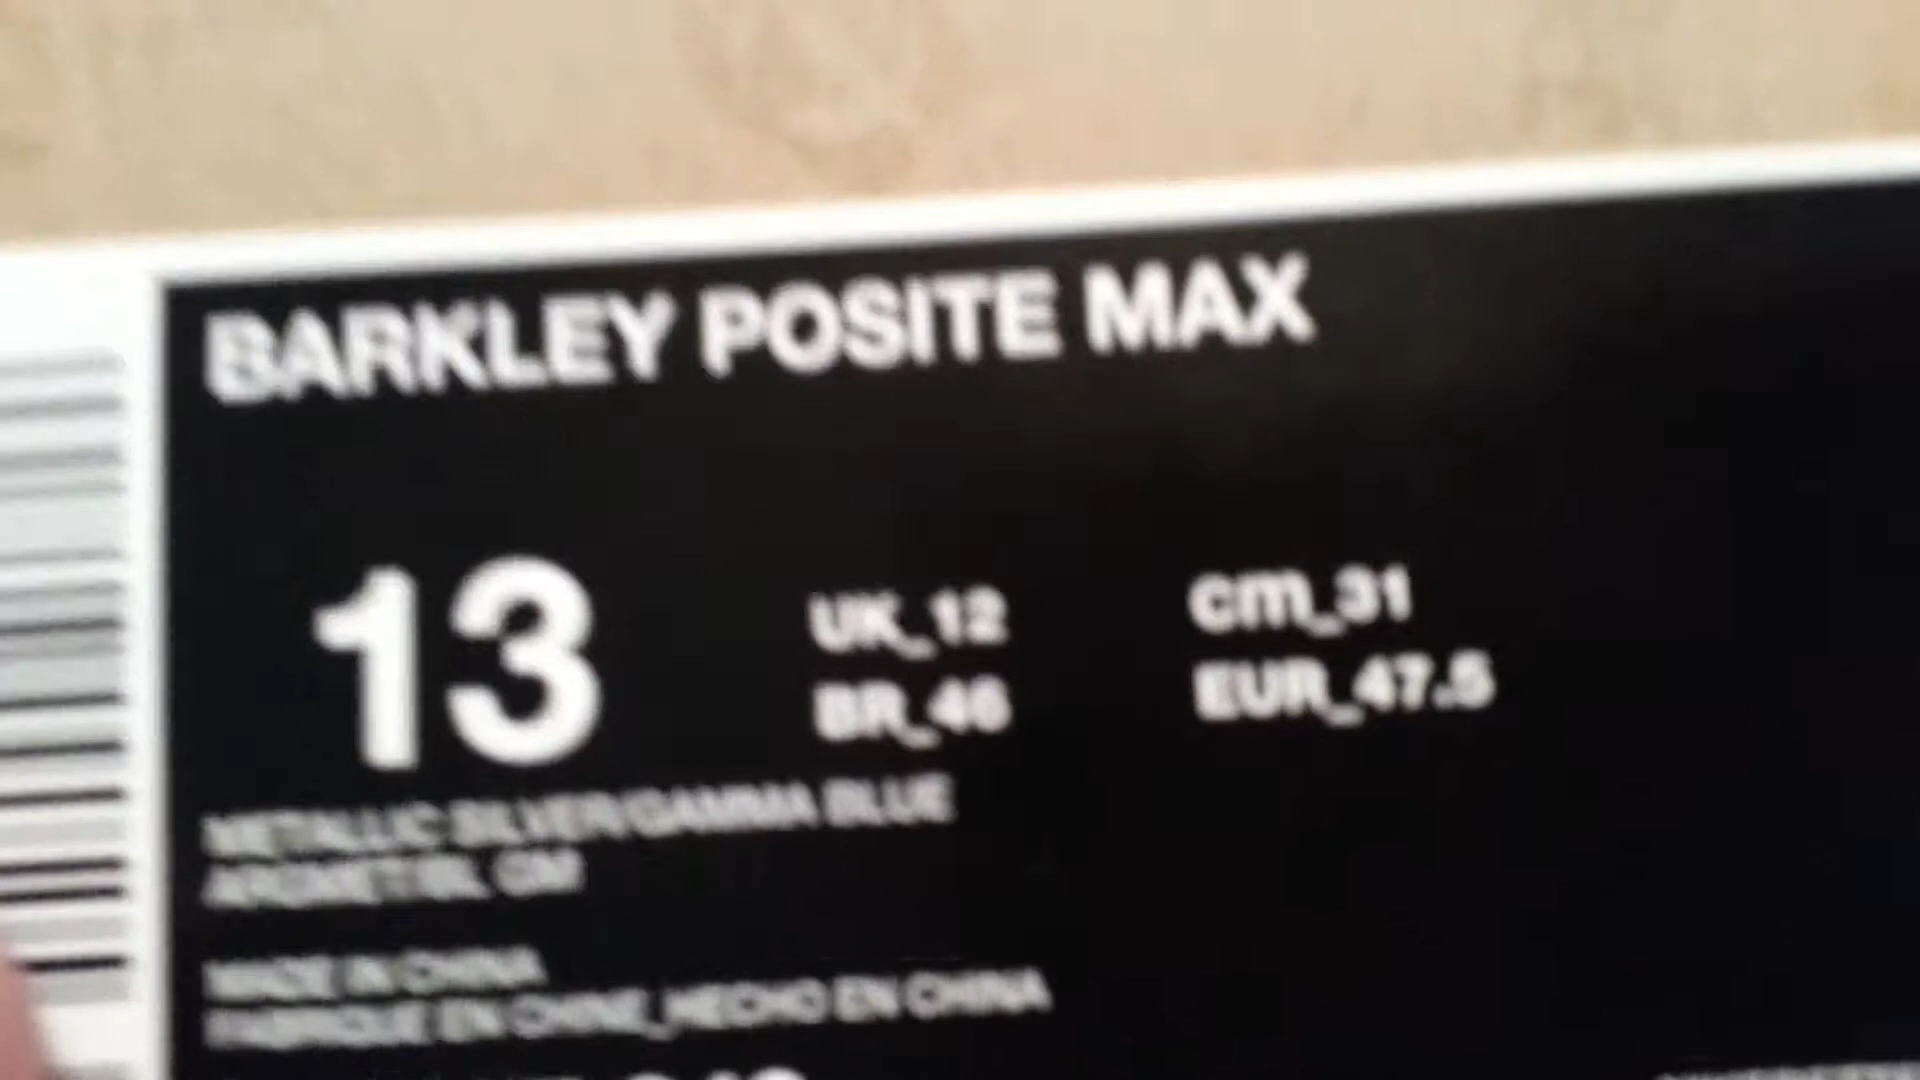 BARKLEY POSITE MAX
13
UK_12
cm_31
BR_46
EUR_47.5
METALLIC SILVER/GAMMA BLUE
MADE IN CHINA
FABRIQUE EN CHINE_HECHO EN CHINA